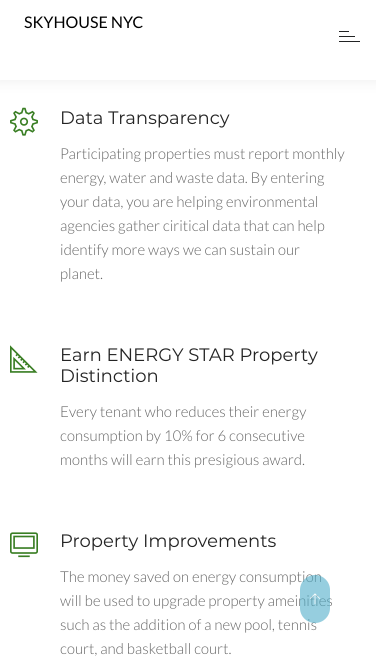 SKYHOUSE NYC
Data Transparency
Participating properties must report monthly
energy, water and waste data. By entering
your data, you are helping environmental
agencies gather ciritical data that can help
identify more ways we can sustain our
planet.
Earn ENERGY STAR Property
Distinction
Every tenant who reduces their energy
consumption by 10% for 6 consecutive
months will earn this presigious award.
Property Improvements
The money saved on energy consumption
will be used to upgrade property ameinities
such as the addition of a new pool, tennis
court, and basketball court.